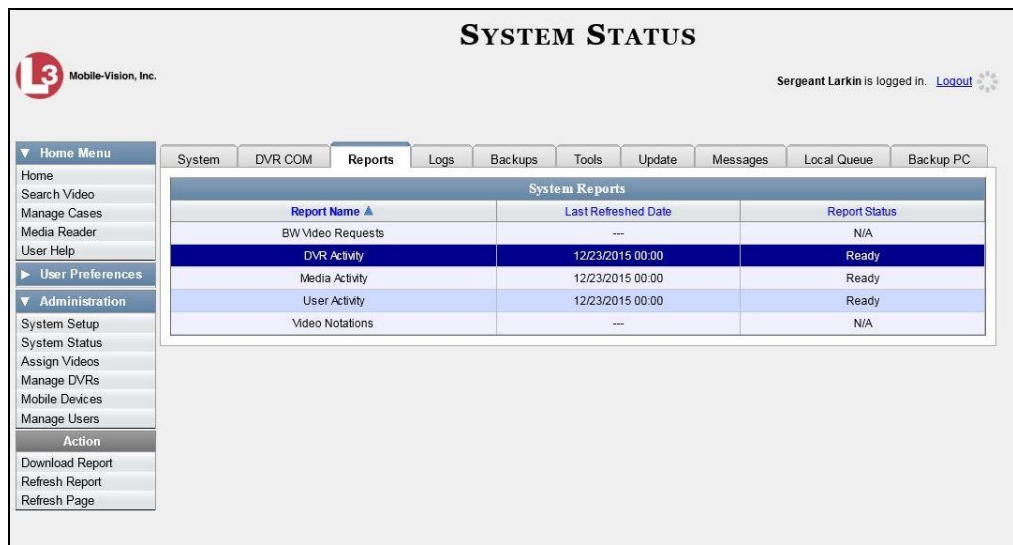 SYSTEM STATUS
L3 Mobile-Vision, Inc.
Sergeant Larkin is logged in. Logout
▼ Home Menu
Home
Search Video
Manage Cases
Media Reader
User Help
▶ User Preferences
▼ Administration
System Setup
System Status
Assign Videos
Manage DVRs
Mobile Devices
Manage Users
Action
Download Report
Refresh Report
Refresh Page
System DVR COM Reports Logs Backups Tools Update Messages Local Queue Backup PC
System Reports
Report Name ▲ Last Refreshed Date Report Status
BW Video Requests --- N/A
DVR Activity 12/23/2015 00:00 Ready
Media Activity 12/23/2015 00:00 Ready
User Activity 12/23/2015 00:00 Ready
Video Notations --- N/A